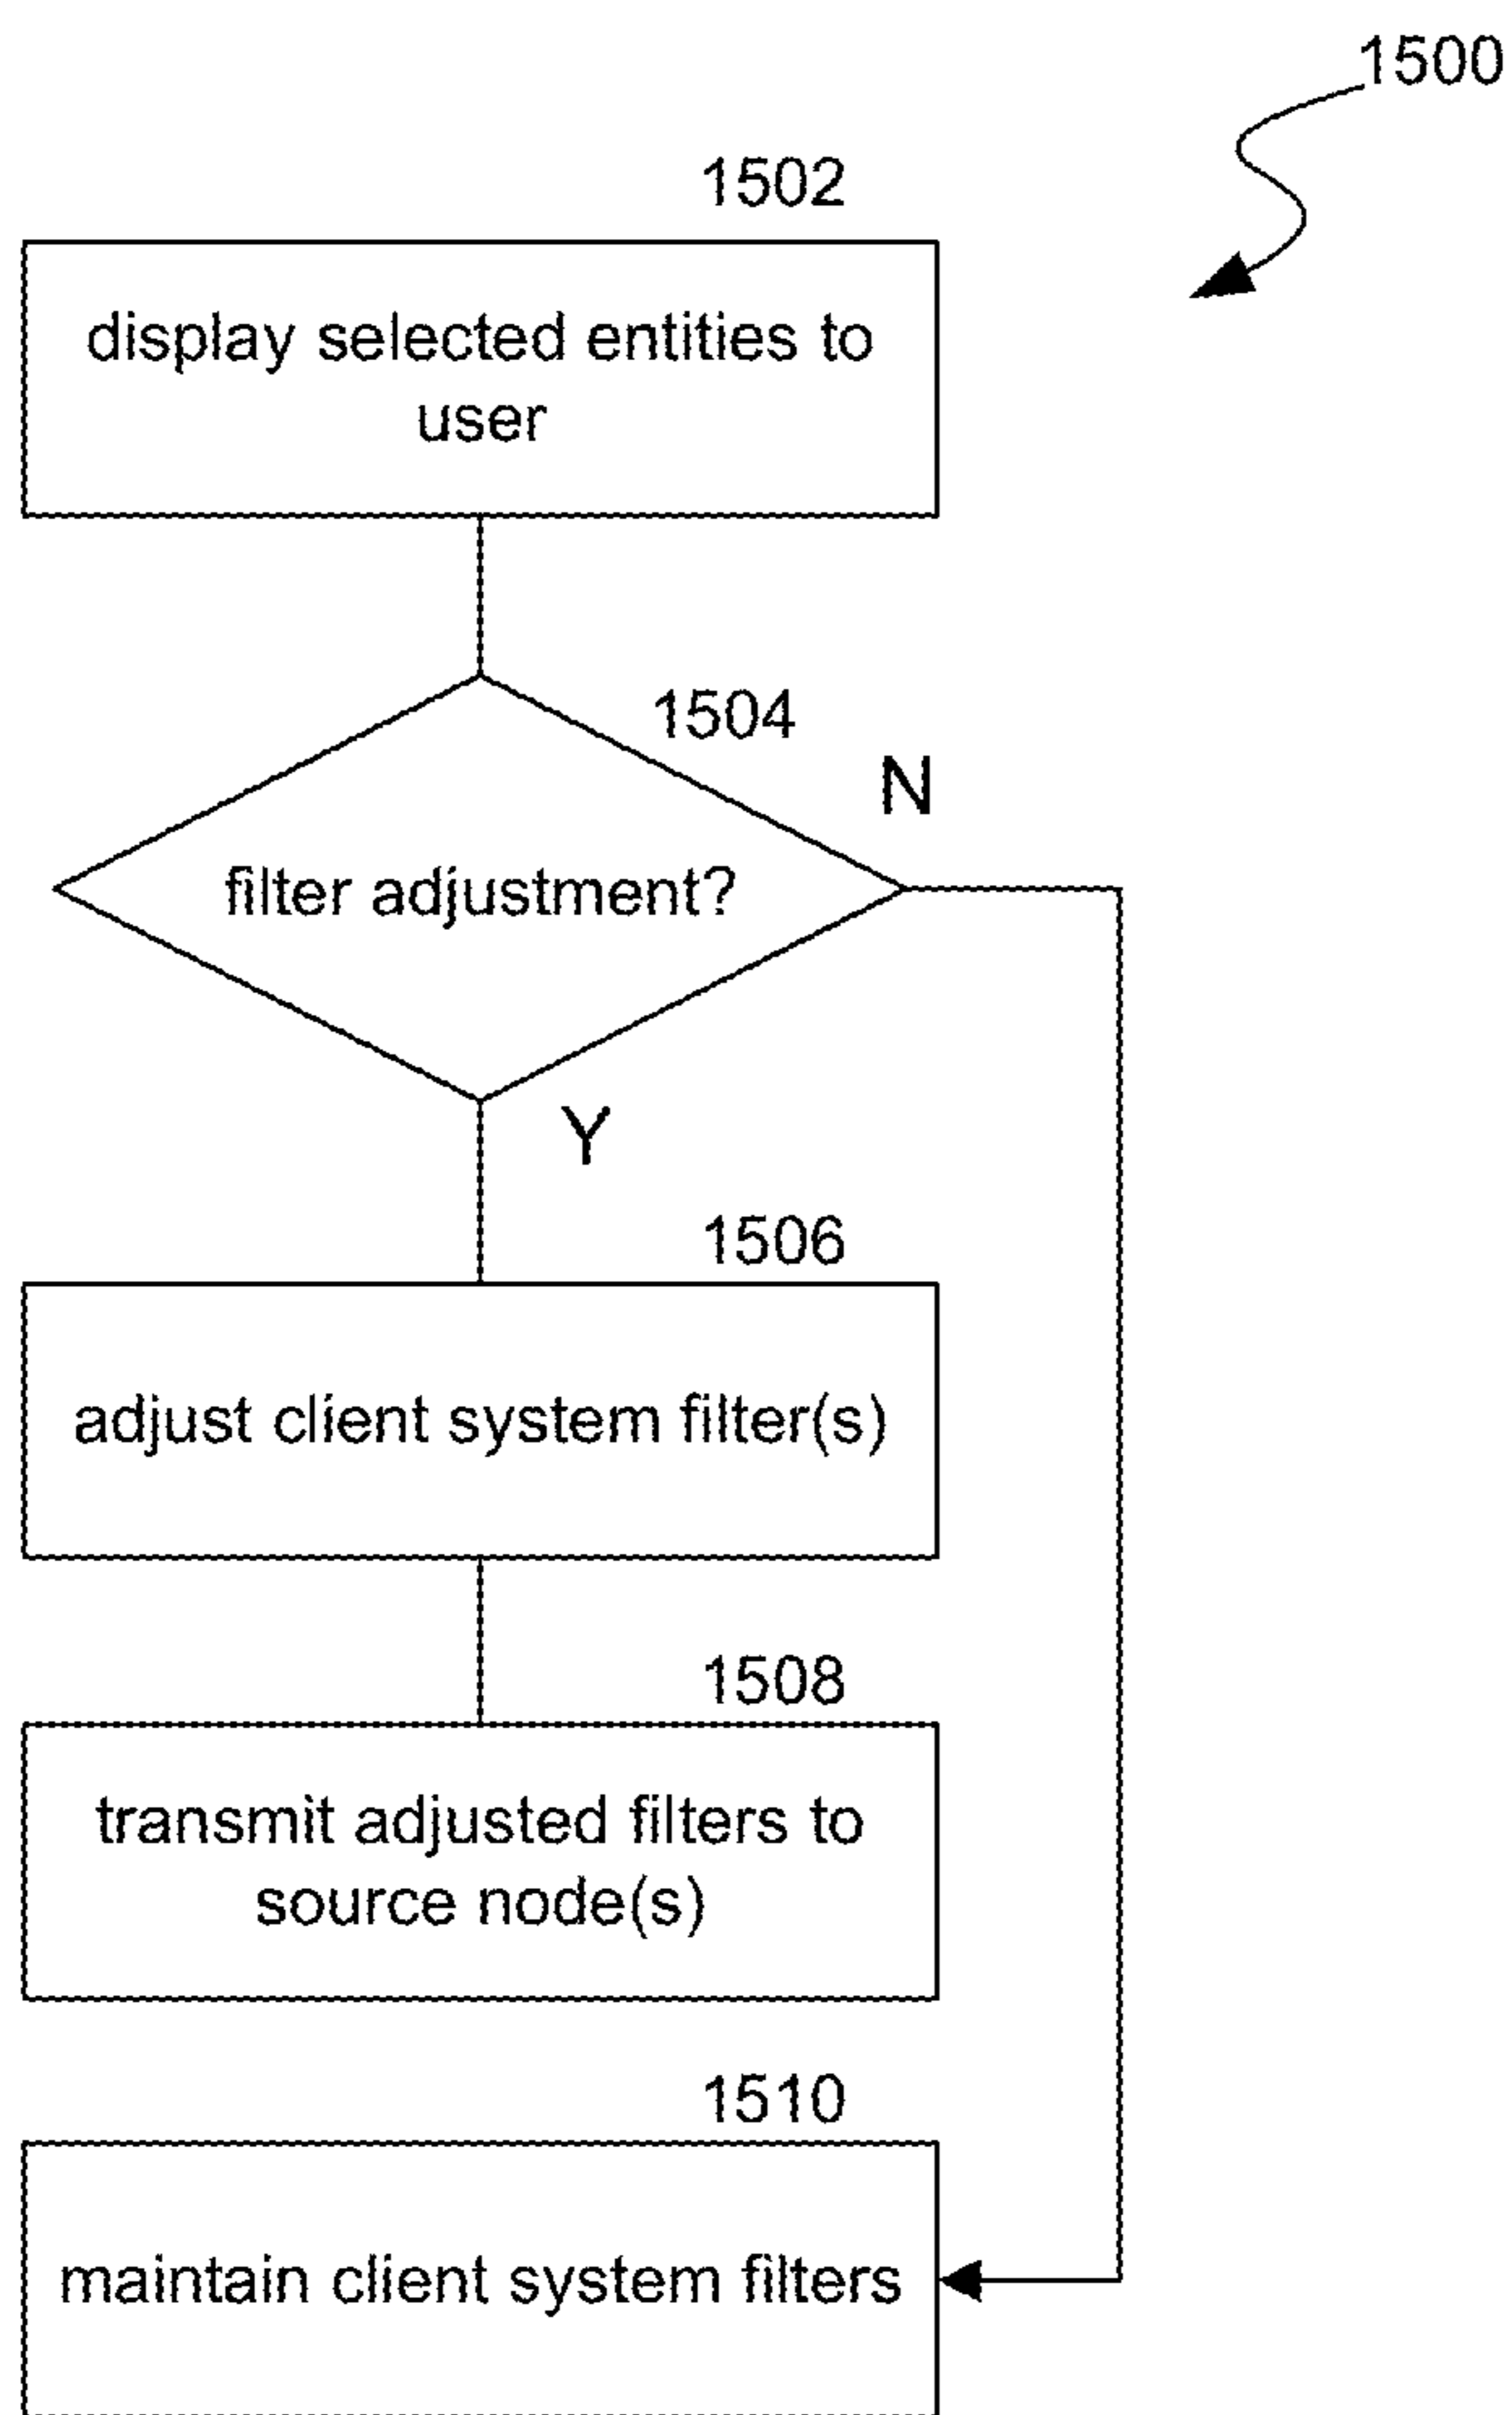 1500
1502
display selected entities to
user
1504
N
filter adjustment?
Y
1506
adjust client system filter(s)
1508
transmit adjusted filters to
source node(s)
1510
maintain client system filters